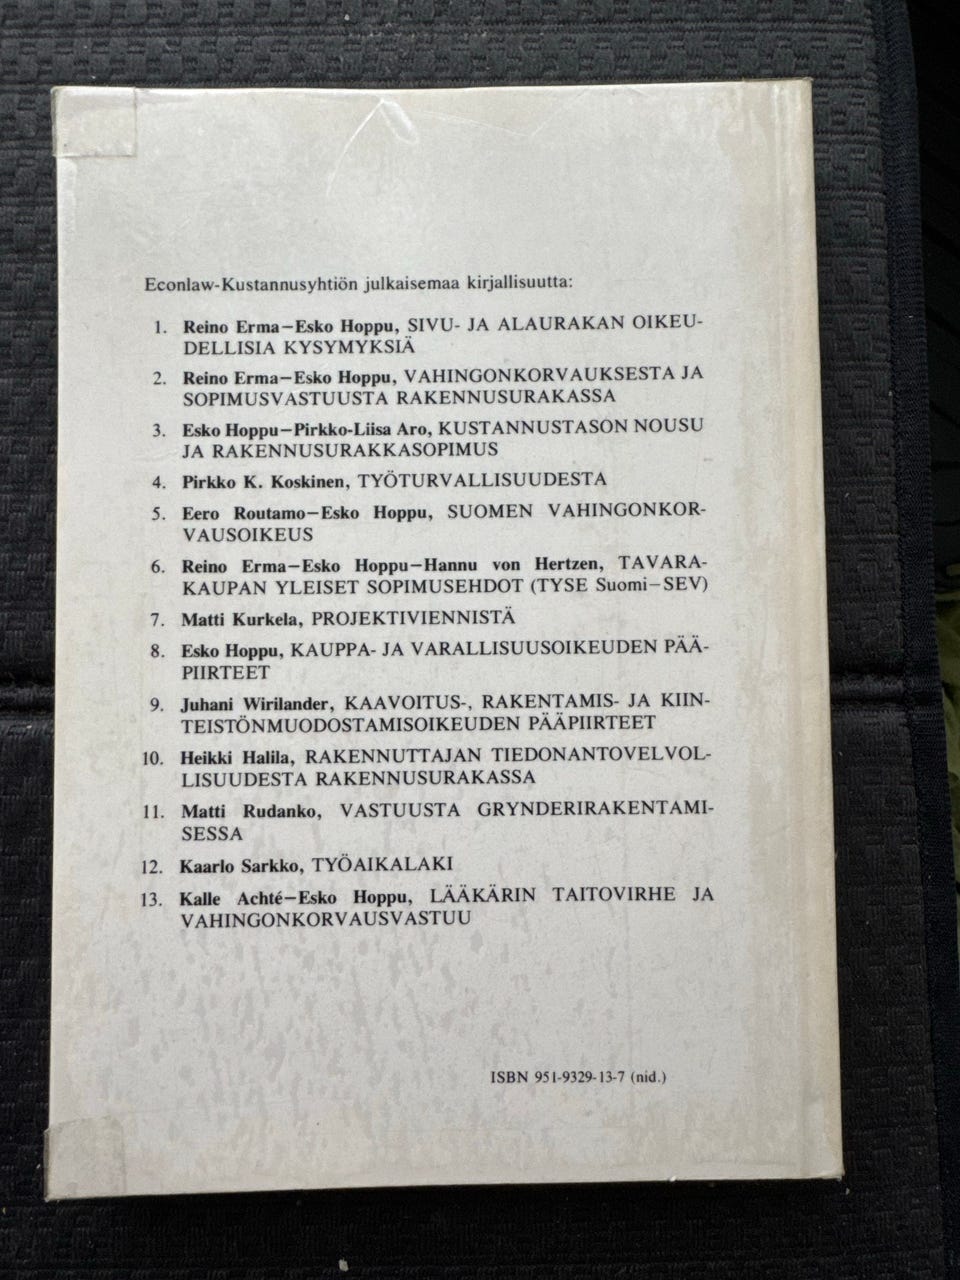 Econlaw-Kustannusyhtiön julkaisemaa kirjallisuutta:
1. Reino Erma–Esko Hoppu, SIVU- JA ALAURAKAN OIKEU-
DELLISIA KYSYMYKSIÄ
2. Reino Erma–Esko Hoppu, VAHINGONKORVAUKSESTA JA
SOPIMUSVASTUUSTA RAKENNUSURAKASSA
3. Esko Hoppu–Pirkko-Liisa Aro, KUSTANNUSTASON NOUSU
JA RAKENNUSURAKKASOPIMUS
4. Pirkko K. Koskinen, TYÖTURVALLISUUDESTA
5. Eero Routamo–Esko Hoppu, SUOMEN VAHINGONKOR-
VAUSOIKEUS
6. Reino Erma–Esko Hoppu–Hannu von Hertzen, TAVARA-
KAUPAN YLEISET SOPIMUSEHDOT (TYSE Suomi–SEV)
7. Matti Kurkela, PROJEKTIVIENNISTÄ
8. Esko Hoppu, KAUPPA- JA VARALLISUUSOIKEUDEN PÄÄ-
PIIRTEET
9. Juhani Wirilander, KAAVOITUS-, RAKENTAMIS- JA KIIN-
TEISTÖNMUODOSTAMISOIKEUDEN PÄÄPIIRTEET
10. Heikki Halila, RAKENNUTTAJAN TIEDONANTOVELVOL-
LISUUDESTA RAKENNUSURAKASSA
11. Matti Rudanko, VASTUUSTA GRYNDERIRAKENTAMI-
SESSA
12. Kaarlo Sarkko, TYÖAIKALAKI
13. Kalle Achté–Esko Hoppu, LÄÄKÄRIN TAITOVIRHE JA
VAHINGONKORVAUSVASTUU
ISBN 951-9329-13-7 (nid.)